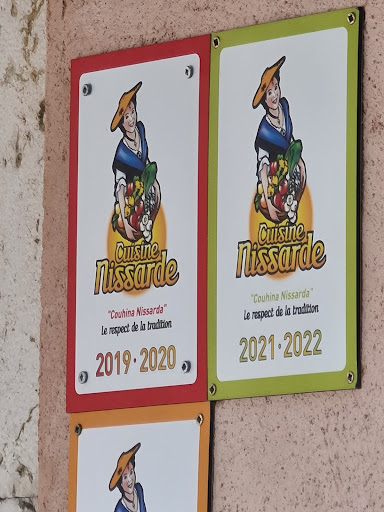 Cuisine
Nissarde
"Couhina Nissarda"
Le respect de la tradition
2019 · 2020
Cuisine
Nissarde
"Couhina Nissarda"
Le respect de la tradition
2021 · 2022